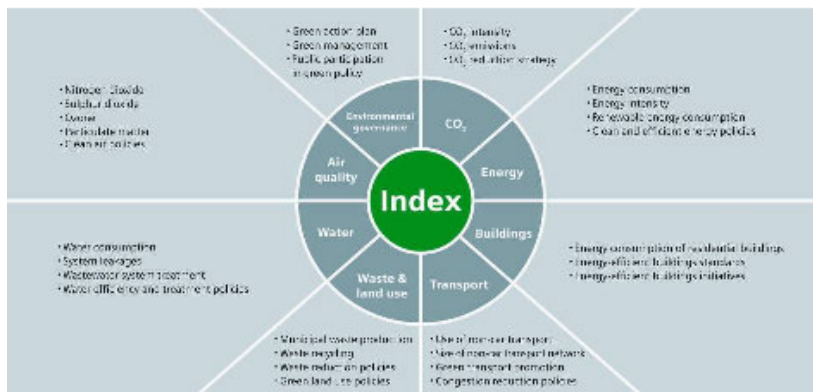 • Green action plan
• Green management
• Public participation
in green policy
• CO₂ intensity
• CO₂ emissions
• CO₂ reduction strategy
• Nitrogen dioxide
• Sulphur dioxide
• Ozone
• Particulate matter
• Clean air policies
• Energy consumption
• Energy intensity
• Renewable energy consumption
• Clean and efficient energy policies
Environmental
governance
CO₂
Air
quality
Energy
Index
Water
Buildings
Waste &
land use
Transport
• Water consumption
• System leakages
• Wastewater system treatment
• Water efficiency and treatment policies
• Energy consumption of residential buildings
• Energy-efficient buildings standards
• Energy-efficient buildings initiatives
• Municipal waste production
• Waste recycling
• Waste reduction policies
• Green land use policies
• Use of non-car transport
• Size of non-car transport network
• Green transport promotion
• Congestion reduction policies